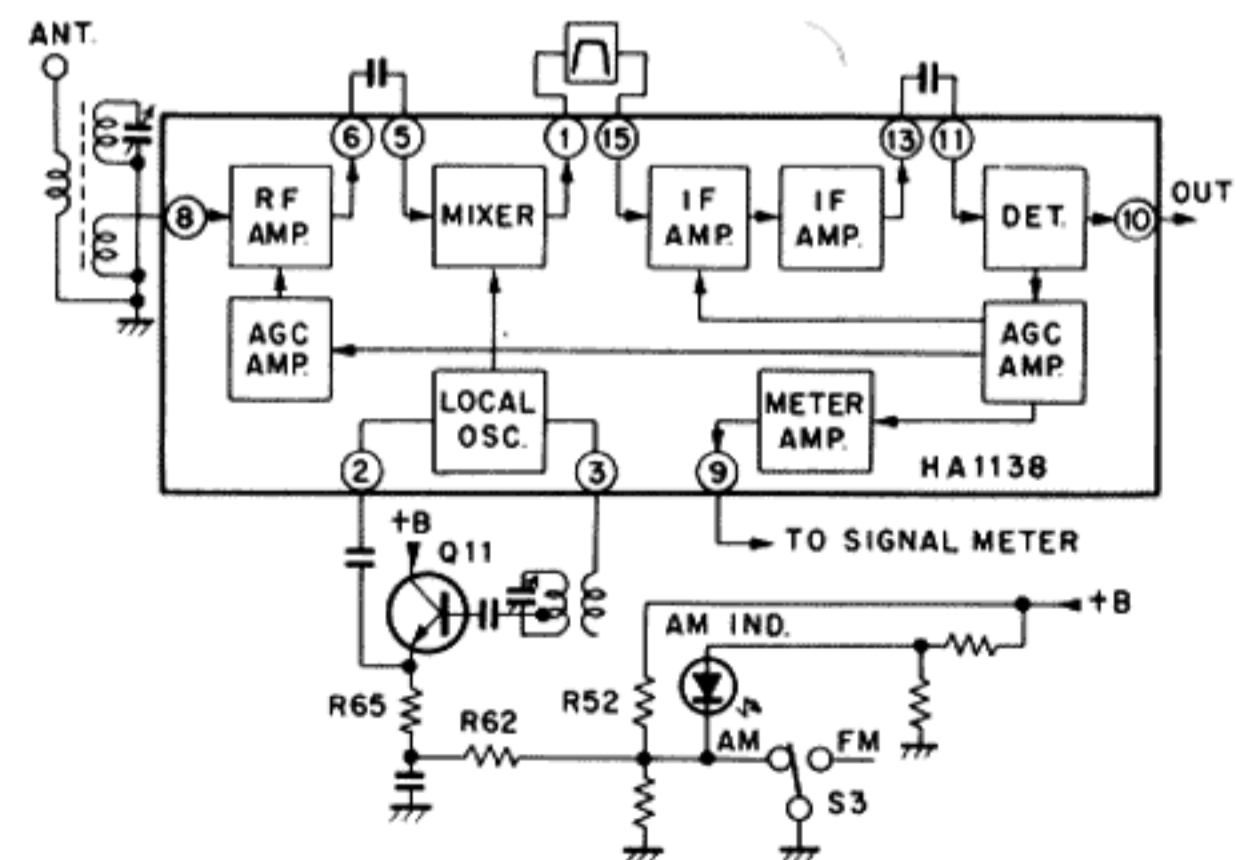 ANT.
6
5
1
15
13
11
8
RF
AMP.
MIXER
IF
AMP.
IF
AMP.
DET.
10
OUT
AGC
AMP.
AGC
AMP.
LOCAL
OSC.
METER
AMP.
2
3
9
HA1138
+B
Q11
TO SIGNAL METER
+B
AM IND.
R65
R62
R52
AM
FM
S3